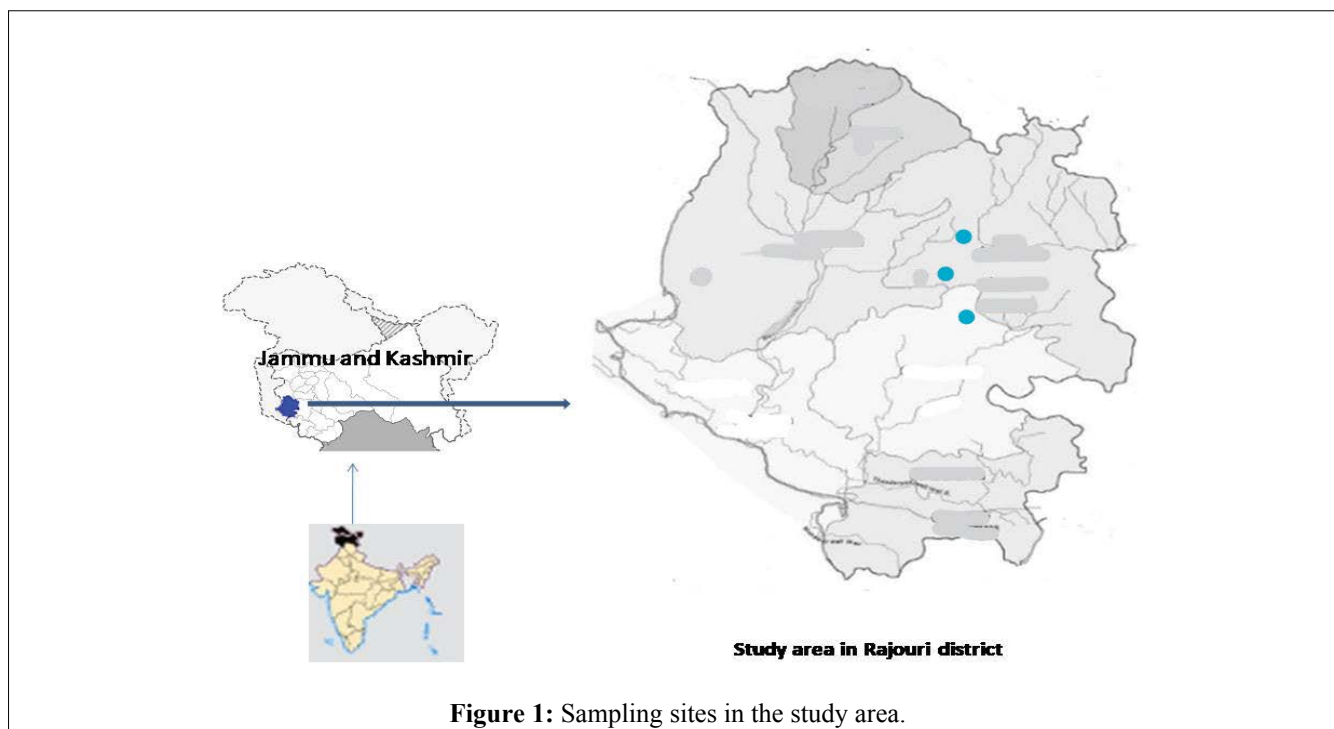 Jammu and Kashmir
Study area in Rajouri district
Figure 1: Sampling sites in the study area.